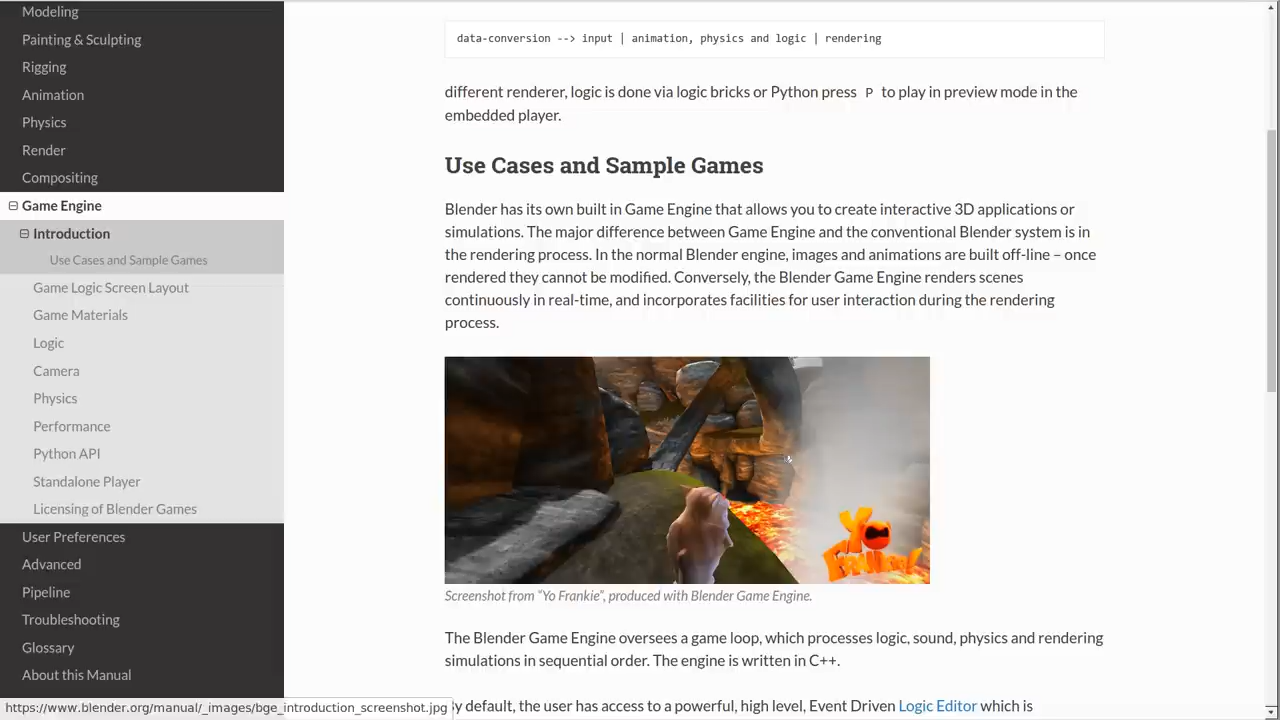 Modeling
Painting & Sculpting
Rigging
Animation
Physics
Render
Compositing
Game Engine
Introduction
Use Cases and Sample Games
Game Logic Screen Layout
Game Materials
Logic
Camera
Physics
Performance
Python API
Standalone Player
Licensing of Blender Games
User Preferences
Advanced
Pipeline
Troubleshooting
Glossary
About this Manual
https://www.blender.org/manual/_images/bge_introduction_screenshot.jpg
data-conversion --> input | animation, physics and logic | rendering
different renderer, logic is done via logic bricks or Python press P to play in preview mode in the
embedded player.
Use Cases and Sample Games
Blender has its own built in Game Engine that allows you to create interactive 3D applications or
simulations. The major difference between Game Engine and the conventional Blender system is in
the rendering process. In the normal Blender engine, images and animations are built off-line – once
rendered they cannot be modified. Conversely, the Blender Game Engine renders scenes
continuously in real-time, and incorporates facilities for user interaction during the rendering
process.
Yo
Frankie!
Screenshot from “Yo Frankie”, produced with Blender Game Engine.
The Blender Game Engine oversees a game loop, which processes logic, sound, physics and rendering
simulations in sequential order. The engine is written in C++.
By default, the user has access to a powerful, high level, Event Driven Logic Editor which is